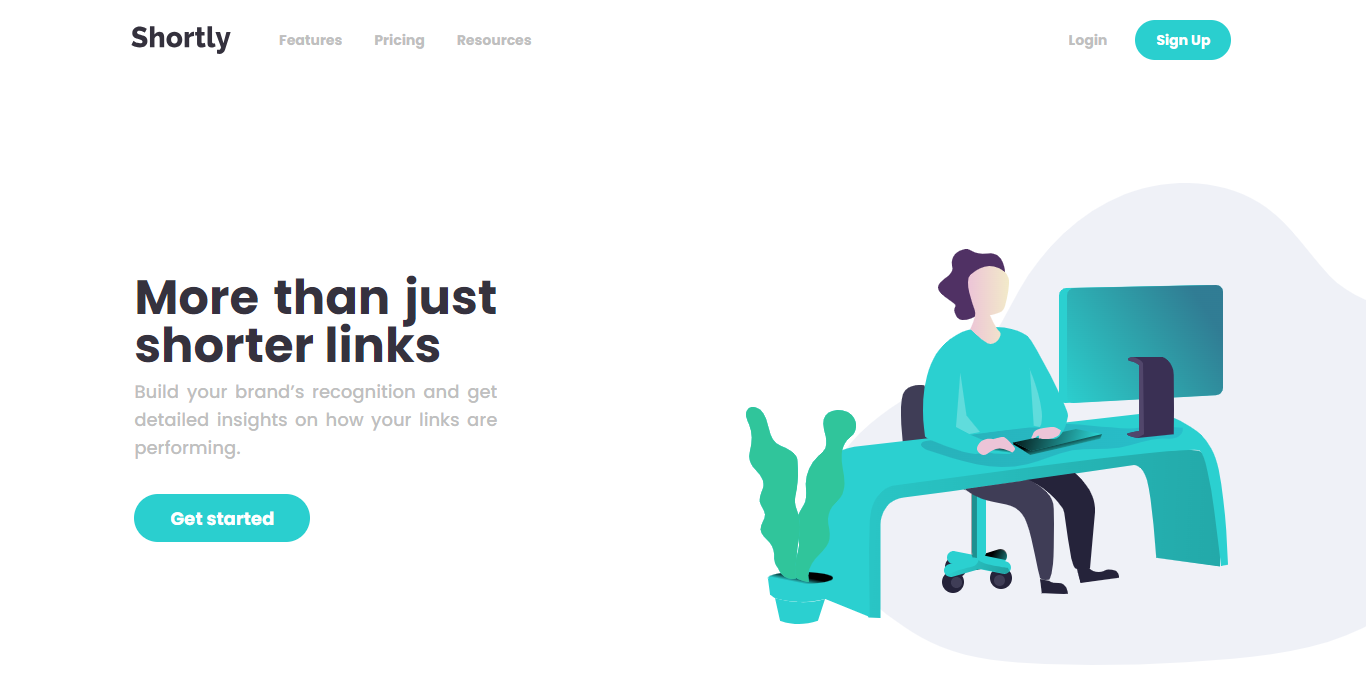 Shortly Features Pricing Resources Login Sign Up
More than just
shorter links
Build your brand’s recognition and get
detailed insights on how your links are
performing.
Get started